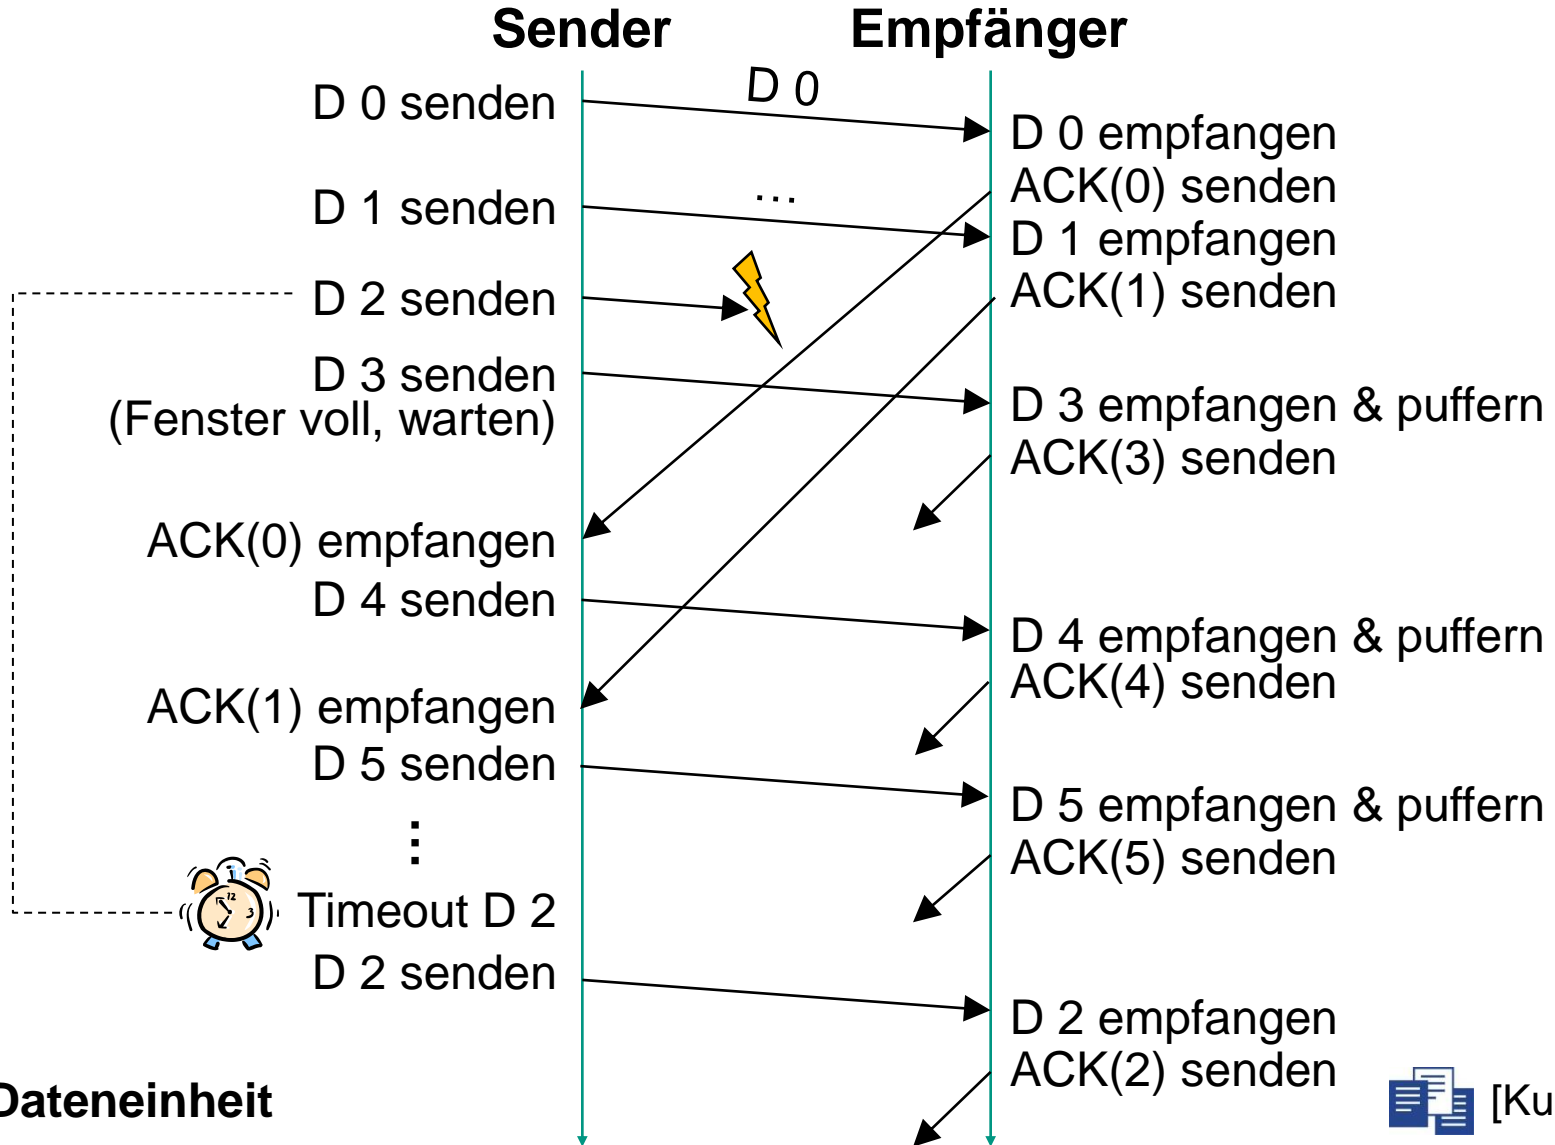 Sender
Empfänger
D 0 senden
D 0
D 0 empfangen
ACK(0) senden
D 1 senden
…
D 1 empfangen
ACK(1) senden
D 2 senden
D 3 senden
(Fenster voll, warten)
D 3 empfangen & puffern
ACK(3) senden
ACK(0) empfangen
D 4 senden
D 4 empfangen & puffern
ACK(4) senden
ACK(1) empfangen
D 5 senden
D 5 empfangen & puffern
ACK(5) senden
⋮
12
3
Timeout D 2
D 2 senden
D 2 empfangen
ACK(2) senden
Dateneinheit
[Ku